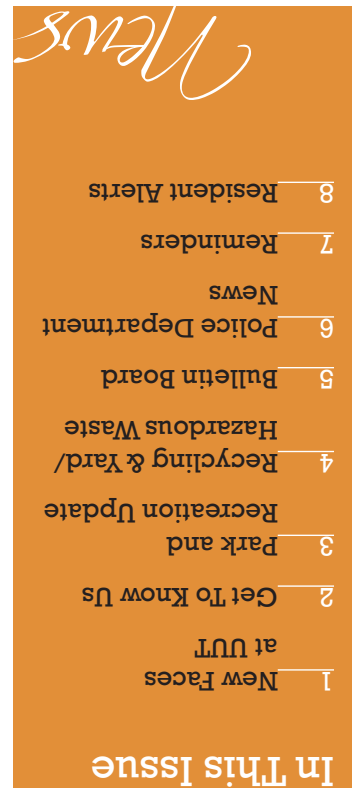 In This Issue
1 New Faces
at UUT
2 Get To Know Us
3 Park and
Recreation Update
4 Recycling & Yard/
Hazardous Waste
5 Bulletin Board
6 Police Department
News
7 Reminders
8 Resident Alerts
News